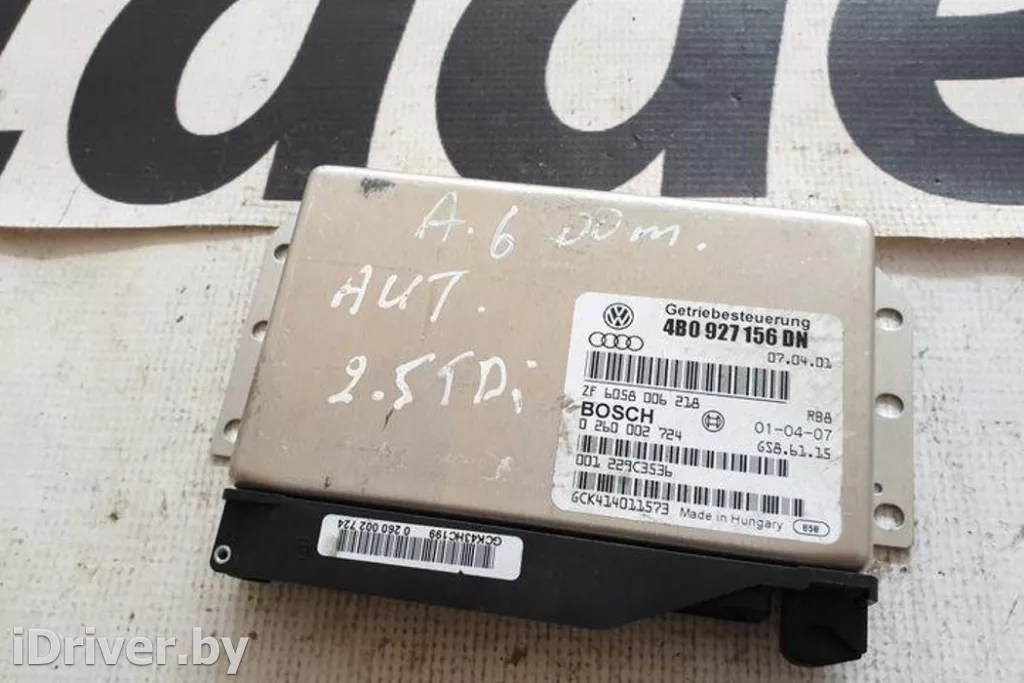 A.6 00m.
AUT.
2.5TDi
Getriebesteuerung
4B0 927 156 DN
07.04.01
ZF 6058 006 218
RB8
BOSCH
01-04-07
0 260 002 724
GS8.61.15
001 229C3536
GCK414011573
Made in Hungary
050
GCK43HC199
0 260 002 724
iDriver.by